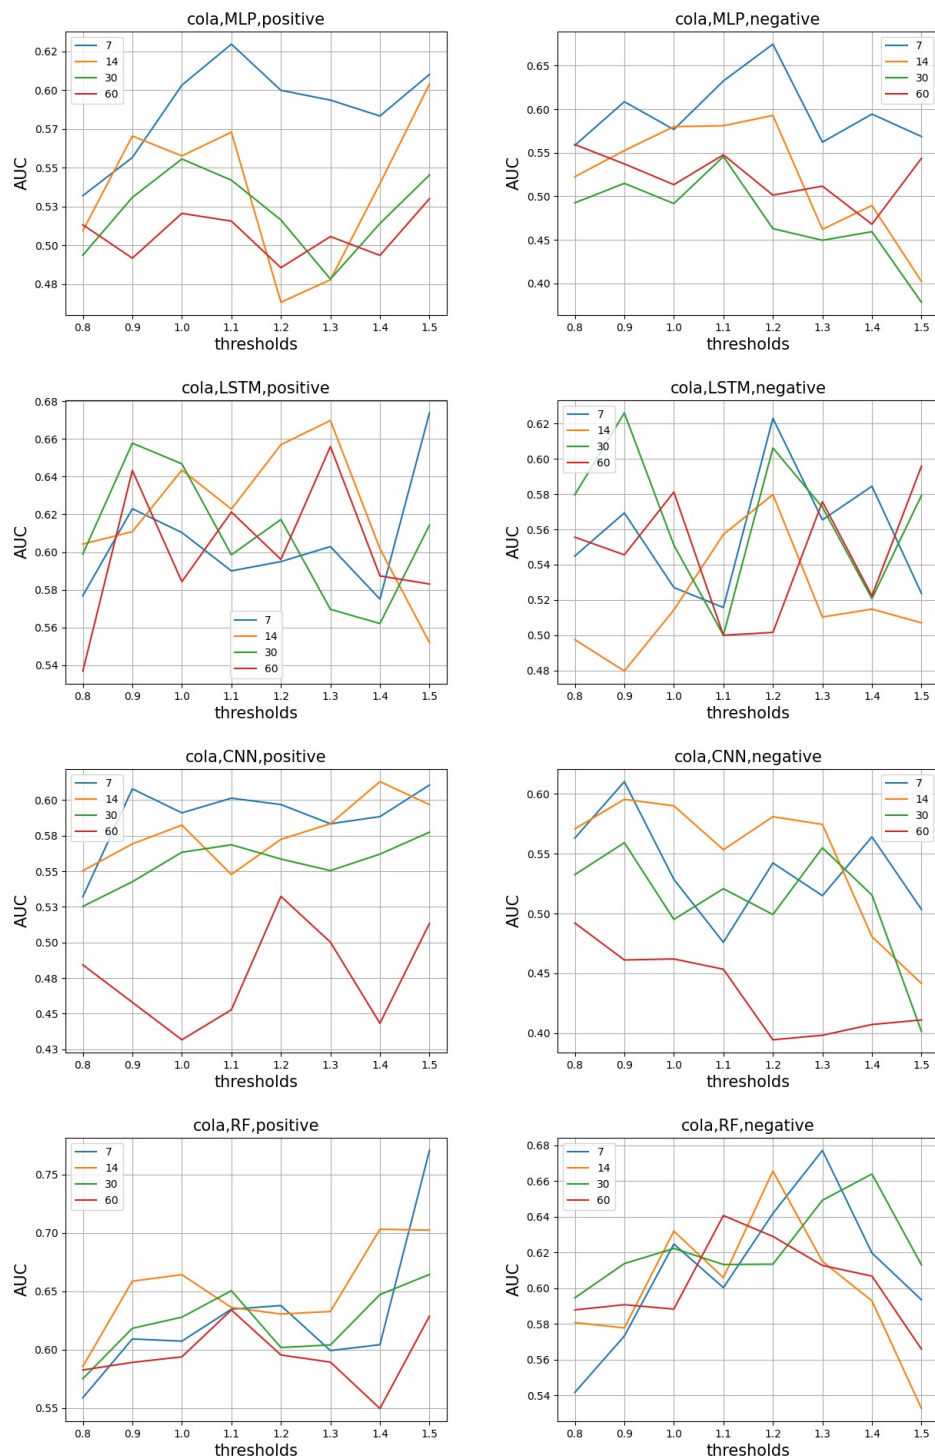 cola,MLP,positive
0.62
0.60
0.57
0.55
0.53
0.50
0.48
AUC
7
14
30
60
0.8 0.9 1.0 1.1 1.2 1.3 1.4 1.5
thresholds
cola,MLP,negative
0.65
0.60
0.55
0.50
0.45
0.40
AUC
7
14
30
60
0.8 0.9 1.0 1.1 1.2 1.3 1.4 1.5
thresholds
cola,LSTM,positive
0.68
0.66
0.64
0.62
0.60
0.58
0.56
0.54
AUC
7
14
30
60
0.8 0.9 1.0 1.1 1.2 1.3 1.4 1.5
thresholds
cola,LSTM,negative
0.62
0.60
0.58
0.56
0.54
0.52
0.50
0.48
AUC
7
14
30
60
0.8 0.9 1.0 1.1 1.2 1.3 1.4 1.5
thresholds
cola,CNN,positive
0.60
0.58
0.55
0.53
0.50
0.48
0.45
0.43
AUC
7
14
30
60
0.8 0.9 1.0 1.1 1.2 1.3 1.4 1.5
thresholds
cola,CNN,negative
0.60
0.55
0.50
0.45
0.40
AUC
7
14
30
60
0.8 0.9 1.0 1.1 1.2 1.3 1.4 1.5
thresholds
cola,RF,positive
0.75
0.70
0.65
0.60
0.55
AUC
7
14
30
60
0.8 0.9 1.0 1.1 1.2 1.3 1.4 1.5
thresholds
cola,RF,negative
0.68
0.66
0.64
0.62
0.60
0.58
0.56
0.54
AUC
7
14
30
60
0.8 0.9 1.0 1.1 1.2 1.3 1.4 1.5
thresholds